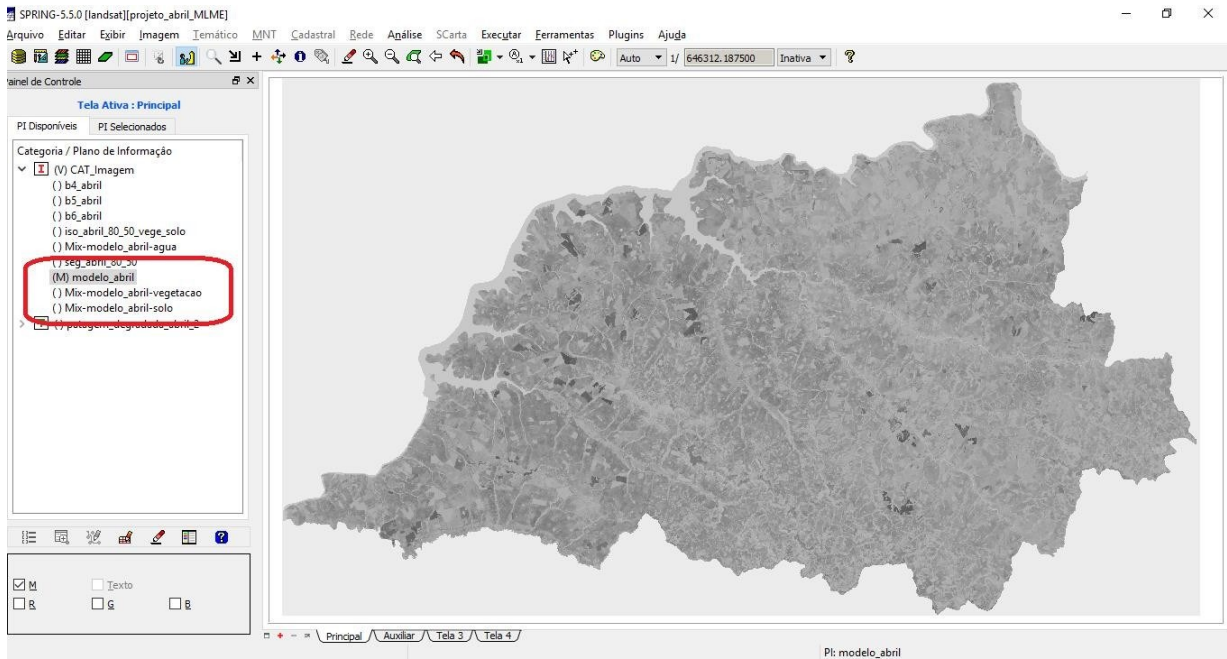 SPRING-5.5.0 [landsat][projeto_abril_MLME]
Arquivo Editar Exibir Imagem Temático MNT Cadastral Rede Análise SCarta Executar Ferramentas Plugins Ajuda
Auto 1/ 646312.187500 Inativa
Painel de Controle
Tela Ativa : Principal
PI Disponíveis PI Selecionados
Categoria / Plano de Informação
(V) CAT_Imagem
( ) b4_abril
( ) b5_abril
( ) b6_abril
( ) iso_abril_80_50_vege_solo
( ) Mix-modelo_abril-agua
( ) seg_abril_80_50
(M) modelo_abril
( ) Mix-modelo_abril-vegetacao
( ) Mix-modelo_abril-solo
( ) patagem_degradada_abril_2
M Texto
R G B
Principal Auxiliar Tela 3 Tela 4
PI: modelo_abril